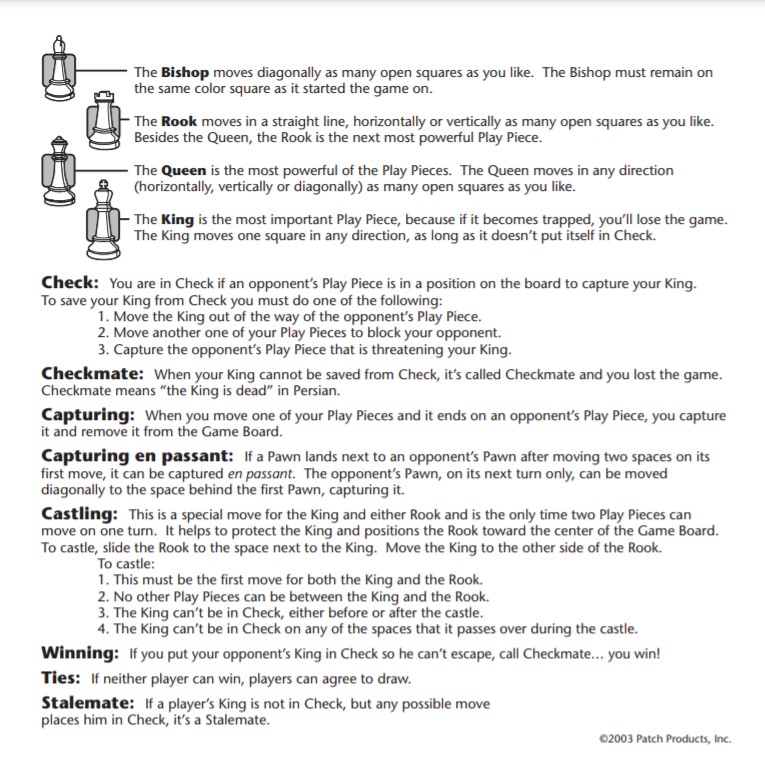 The Bishop moves diagonally as many open squares as you like. The Bishop must remain on
the same color square as it started the game on.
The Rook moves in a straight line, horizontally or vertically as many open squares as you like.
Besides the Queen, the Rook is the next most powerful Play Piece.
The Queen is the most powerful of the Play Pieces. The Queen moves in any direction
(horizontally, vertically or diagonally) as many open squares as you like.
The King is the most important Play Piece, because if it becomes trapped, you'll lose the game.
The King moves one square in any direction, as long as it doesn't put itself in Check.
Check: You are in Check if an opponent's Play Piece is in a position on the board to capture your King.
To save your King from Check you must do one of the following:
1. Move the King out of the way of the opponent's Play Piece.
2. Move another one of your Play Pieces to block your opponent.
3. Capture the opponent's Play Piece that is threatening your King.
Checkmate: When your King cannot be saved from Check, it's called Checkmate and you lost the game.
Checkmate means "the King is dead" in Persian.
Capturing: When you move one of your Play Pieces and it ends on an opponent's Play Piece, you capture
it and remove it from the Game Board.
Capturing en passant: If a Pawn lands next to an opponent's Pawn after moving two spaces on its
first move, it can be captured en passant. The opponent's Pawn, on its next turn only, can be moved
diagonally to the space behind the first Pawn, capturing it.
Castling: This is a special move for the King and either Rook and is the only time two Play Pieces can
move on one turn. It helps to protect the King and positions the Rook toward the center of the Game Board.
To castle, slide the Rook to the space next to the King. Move the King to the other side of the Rook.
To castle:
1. This must be the first move for both the King and the Rook.
2. No other Play Pieces can be between the King and the Rook.
3. The King can't be in Check, either before or after the castle.
4. The King can't be in Check on any of the spaces that it passes over during the castle.
Winning: If you put your opponent's King in Check so he can't escape, call Checkmate... you win!
Ties: If neither player can win, players can agree to draw.
Stalemate: If a player's King is not in Check, but any possible move
places him in Check, it's a Stalemate.
©2003 Patch Products, Inc.